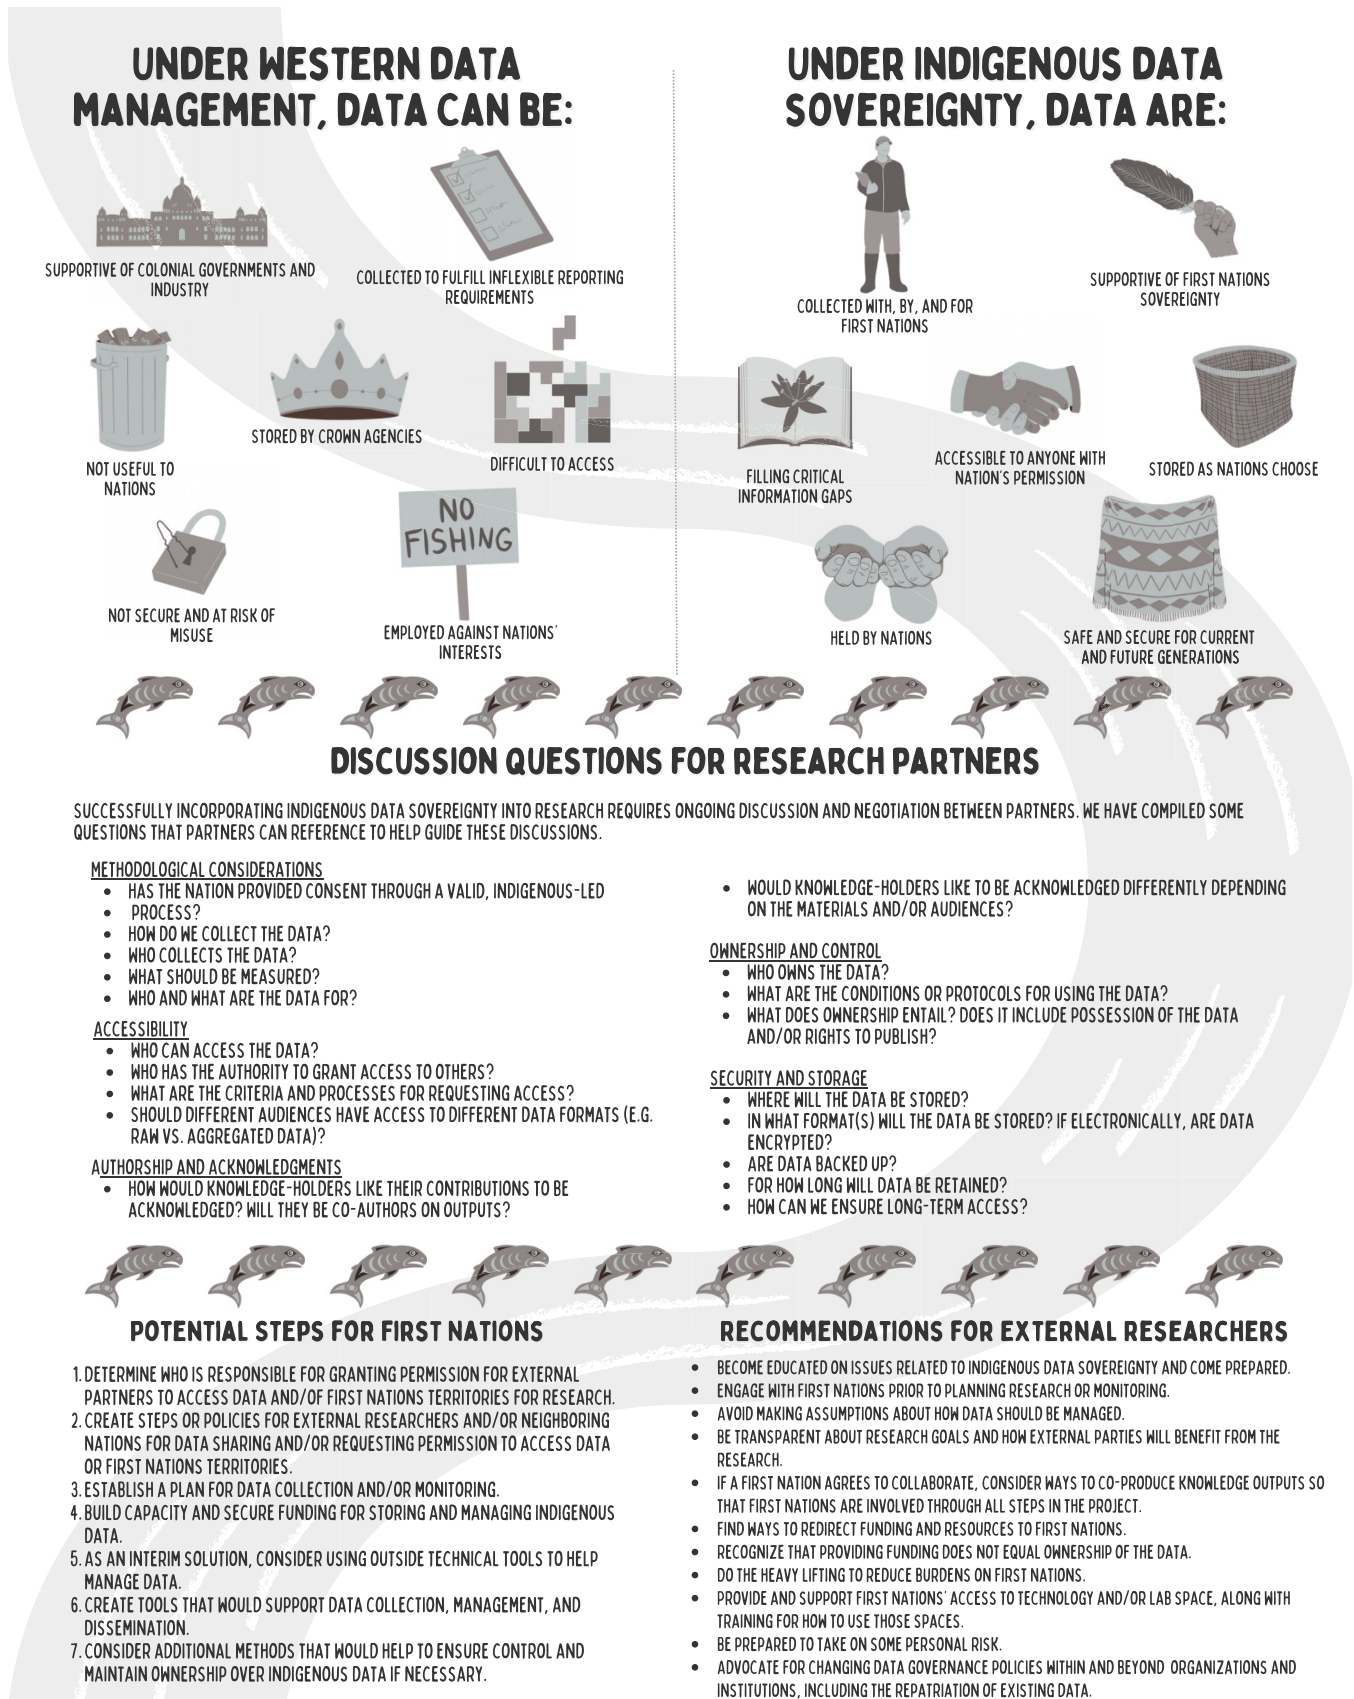 UNDER WESTERN DATA
MANAGEMENT, DATA CAN BE:
SUPPORTIVE OF COLONIAL GOVERNMENTS AND
INDUSTRY
COLLECTED TO FULFILL INFLEXIBLE REPORTING
REQUIREMENTS
NOT USEFUL TO
NATIONS
STORED BY CROWN AGENCIES
DIFFICULT TO ACCESS
NOT SECURE AND AT RISK OF
MISUSE
NO
FISHING
EMPLOYED AGAINST NATIONS'
INTERESTS
UNDER INDIGENOUS DATA
SOVEREIGNTY, DATA ARE:
COLLECTED WITH, BY, AND FOR
FIRST NATIONS
SUPPORTIVE OF FIRST NATIONS
SOVEREIGNTY
FILLING CRITICAL
INFORMATION GAPS
ACCESSIBLE TO ANYONE WITH
NATION'S PERMISSION
STORED AS NATIONS CHOOSE
HELD BY NATIONS
SAFE AND SECURE FOR CURRENT
AND FUTURE GENERATIONS
DISCUSSION QUESTIONS FOR RESEARCH PARTNERS
SUCCESSFULLY INCORPORATING INDIGENOUS DATA SOVEREIGNTY INTO RESEARCH REQUIRES ONGOING DISCUSSION AND NEGOTIATION BETWEEN PARTNERS. WE HAVE COMPILED SOME
QUESTIONS THAT PARTNERS CAN REFERENCE TO HELP GUIDE THESE DISCUSSIONS.
METHODOLOGICAL CONSIDERATIONS
• HAS THE NATION PROVIDED CONSENT THROUGH A VALID, INDIGENOUS-LED
• PROCESS?
• HOW DO WE COLLECT THE DATA?
• WHO COLLECTS THE DATA?
• WHAT SHOULD BE MEASURED?
• WHO AND WHAT ARE THE DATA FOR?
ACCESSIBILITY
• WHO CAN ACCESS THE DATA?
• WHO HAS THE AUTHORITY TO GRANT ACCESS TO OTHERS?
• WHAT ARE THE CRITERIA AND PROCESSES FOR REQUESTING ACCESS?
• SHOULD DIFFERENT AUDIENCES HAVE ACCESS TO DIFFERENT DATA FORMATS (E.G.
RAW VS. AGGREGATED DATA)?
AUTHORSHIP AND ACKNOWLEDGMENTS
• HOW WOULD KNOWLEDGE-HOLDERS LIKE THEIR CONTRIBUTIONS TO BE
ACKNOWLEDGED? WILL THEY BE CO-AUTHORS ON OUTPUTS?
• WOULD KNOWLEDGE-HOLDERS LIKE TO BE ACKNOWLEDGED DIFFERENTLY DEPENDING
ON THE MATERIALS AND/OR AUDIENCES?
OWNERSHIP AND CONTROL
• WHO OWNS THE DATA?
• WHAT ARE THE CONDITIONS OR PROTOCOLS FOR USING THE DATA?
• WHAT DOES OWNERSHIP ENTAIL? DOES IT INCLUDE POSSESSION OF THE DATA
AND/OR RIGHTS TO PUBLISH?
SECURITY AND STORAGE
• WHERE WILL THE DATA BE STORED?
• IN WHAT FORMAT(S) WILL THE DATA BE STORED? IF ELECTRONICALLY, ARE DATA
ENCRYPTED?
• ARE DATA BACKED UP?
• FOR HOW LONG WILL DATA BE RETAINED?
• HOW CAN WE ENSURE LONG-TERM ACCESS?
POTENTIAL STEPS FOR FIRST NATIONS
1. DETERMINE WHO IS RESPONSIBLE FOR GRANTING PERMISSION FOR EXTERNAL
PARTNERS TO ACCESS DATA AND/OF FIRST NATIONS TERRITORIES FOR RESEARCH.
2. CREATE STEPS OR POLICIES FOR EXTERNAL RESEARCHERS AND/OR NEIGHBORING
NATIONS FOR DATA SHARING AND/OR REQUESTING PERMISSION TO ACCESS DATA
OR FIRST NATIONS TERRITORIES.
3. ESTABLISH A PLAN FOR DATA COLLECTION AND/OR MONITORING.
4. BUILD CAPACITY AND SECURE FUNDING FOR STORING AND MANAGING INDIGENOUS
DATA.
5. AS AN INTERIM SOLUTION, CONSIDER USING OUTSIDE TECHNICAL TOOLS TO HELP
MANAGE DATA.
6. CREATE TOOLS THAT WOULD SUPPORT DATA COLLECTION, MANAGEMENT, AND
DISSEMINATION.
7. CONSIDER ADDITIONAL METHODS THAT WOULD HELP TO ENSURE CONTROL AND
MAINTAIN OWNERSHIP OVER INDIGENOUS DATA IF NECESSARY.
RECOMMENDATIONS FOR EXTERNAL RESEARCHERS
• BECOME EDUCATED ON ISSUES RELATED TO INDIGENOUS DATA SOVEREIGNTY AND COME PREPARED.
• ENGAGE WITH FIRST NATIONS PRIOR TO PLANNING RESEARCH OR MONITORING.
• AVOID MAKING ASSUMPTIONS ABOUT HOW DATA SHOULD BE MANAGED.
• BE TRANSPARENT ABOUT RESEARCH GOALS AND HOW EXTERNAL PARTIES WILL BENEFIT FROM THE
RESEARCH.
• IF A FIRST NATION AGREES TO COLLABORATE, CONSIDER WAYS TO CO-PRODUCE KNOWLEDGE OUTPUTS SO
THAT FIRST NATIONS ARE INVOLVED THROUGH ALL STEPS IN THE PROJECT.
• FIND WAYS TO REDIRECT FUNDING AND RESOURCES TO FIRST NATIONS.
• RECOGNIZE THAT PROVIDING FUNDING DOES NOT EQUAL OWNERSHIP OF THE DATA.
• DO THE HEAVY LIFTING TO REDUCE BURDENS ON FIRST NATIONS.
• PROVIDE AND SUPPORT FIRST NATIONS' ACCESS TO TECHNOLOGY AND/OR LAB SPACE, ALONG WITH
TRAINING FOR HOW TO USE THOSE SPACES.
• BE PREPARED TO TAKE ON SOME PERSONAL RISK.
• ADVOCATE FOR CHANGING DATA GOVERNANCE POLICIES WITHIN AND BEYOND ORGANIZATIONS AND
INSTITUTIONS, INCLUDING THE REPATRIATION OF EXISTING DATA.